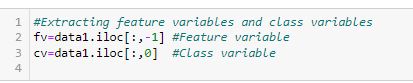 1 #Extracting feature variables and class variables
2 fv=data1.iloc[:,-1] #Feature variable
3 cv=data1.iloc[:,0]  #Class variable
4